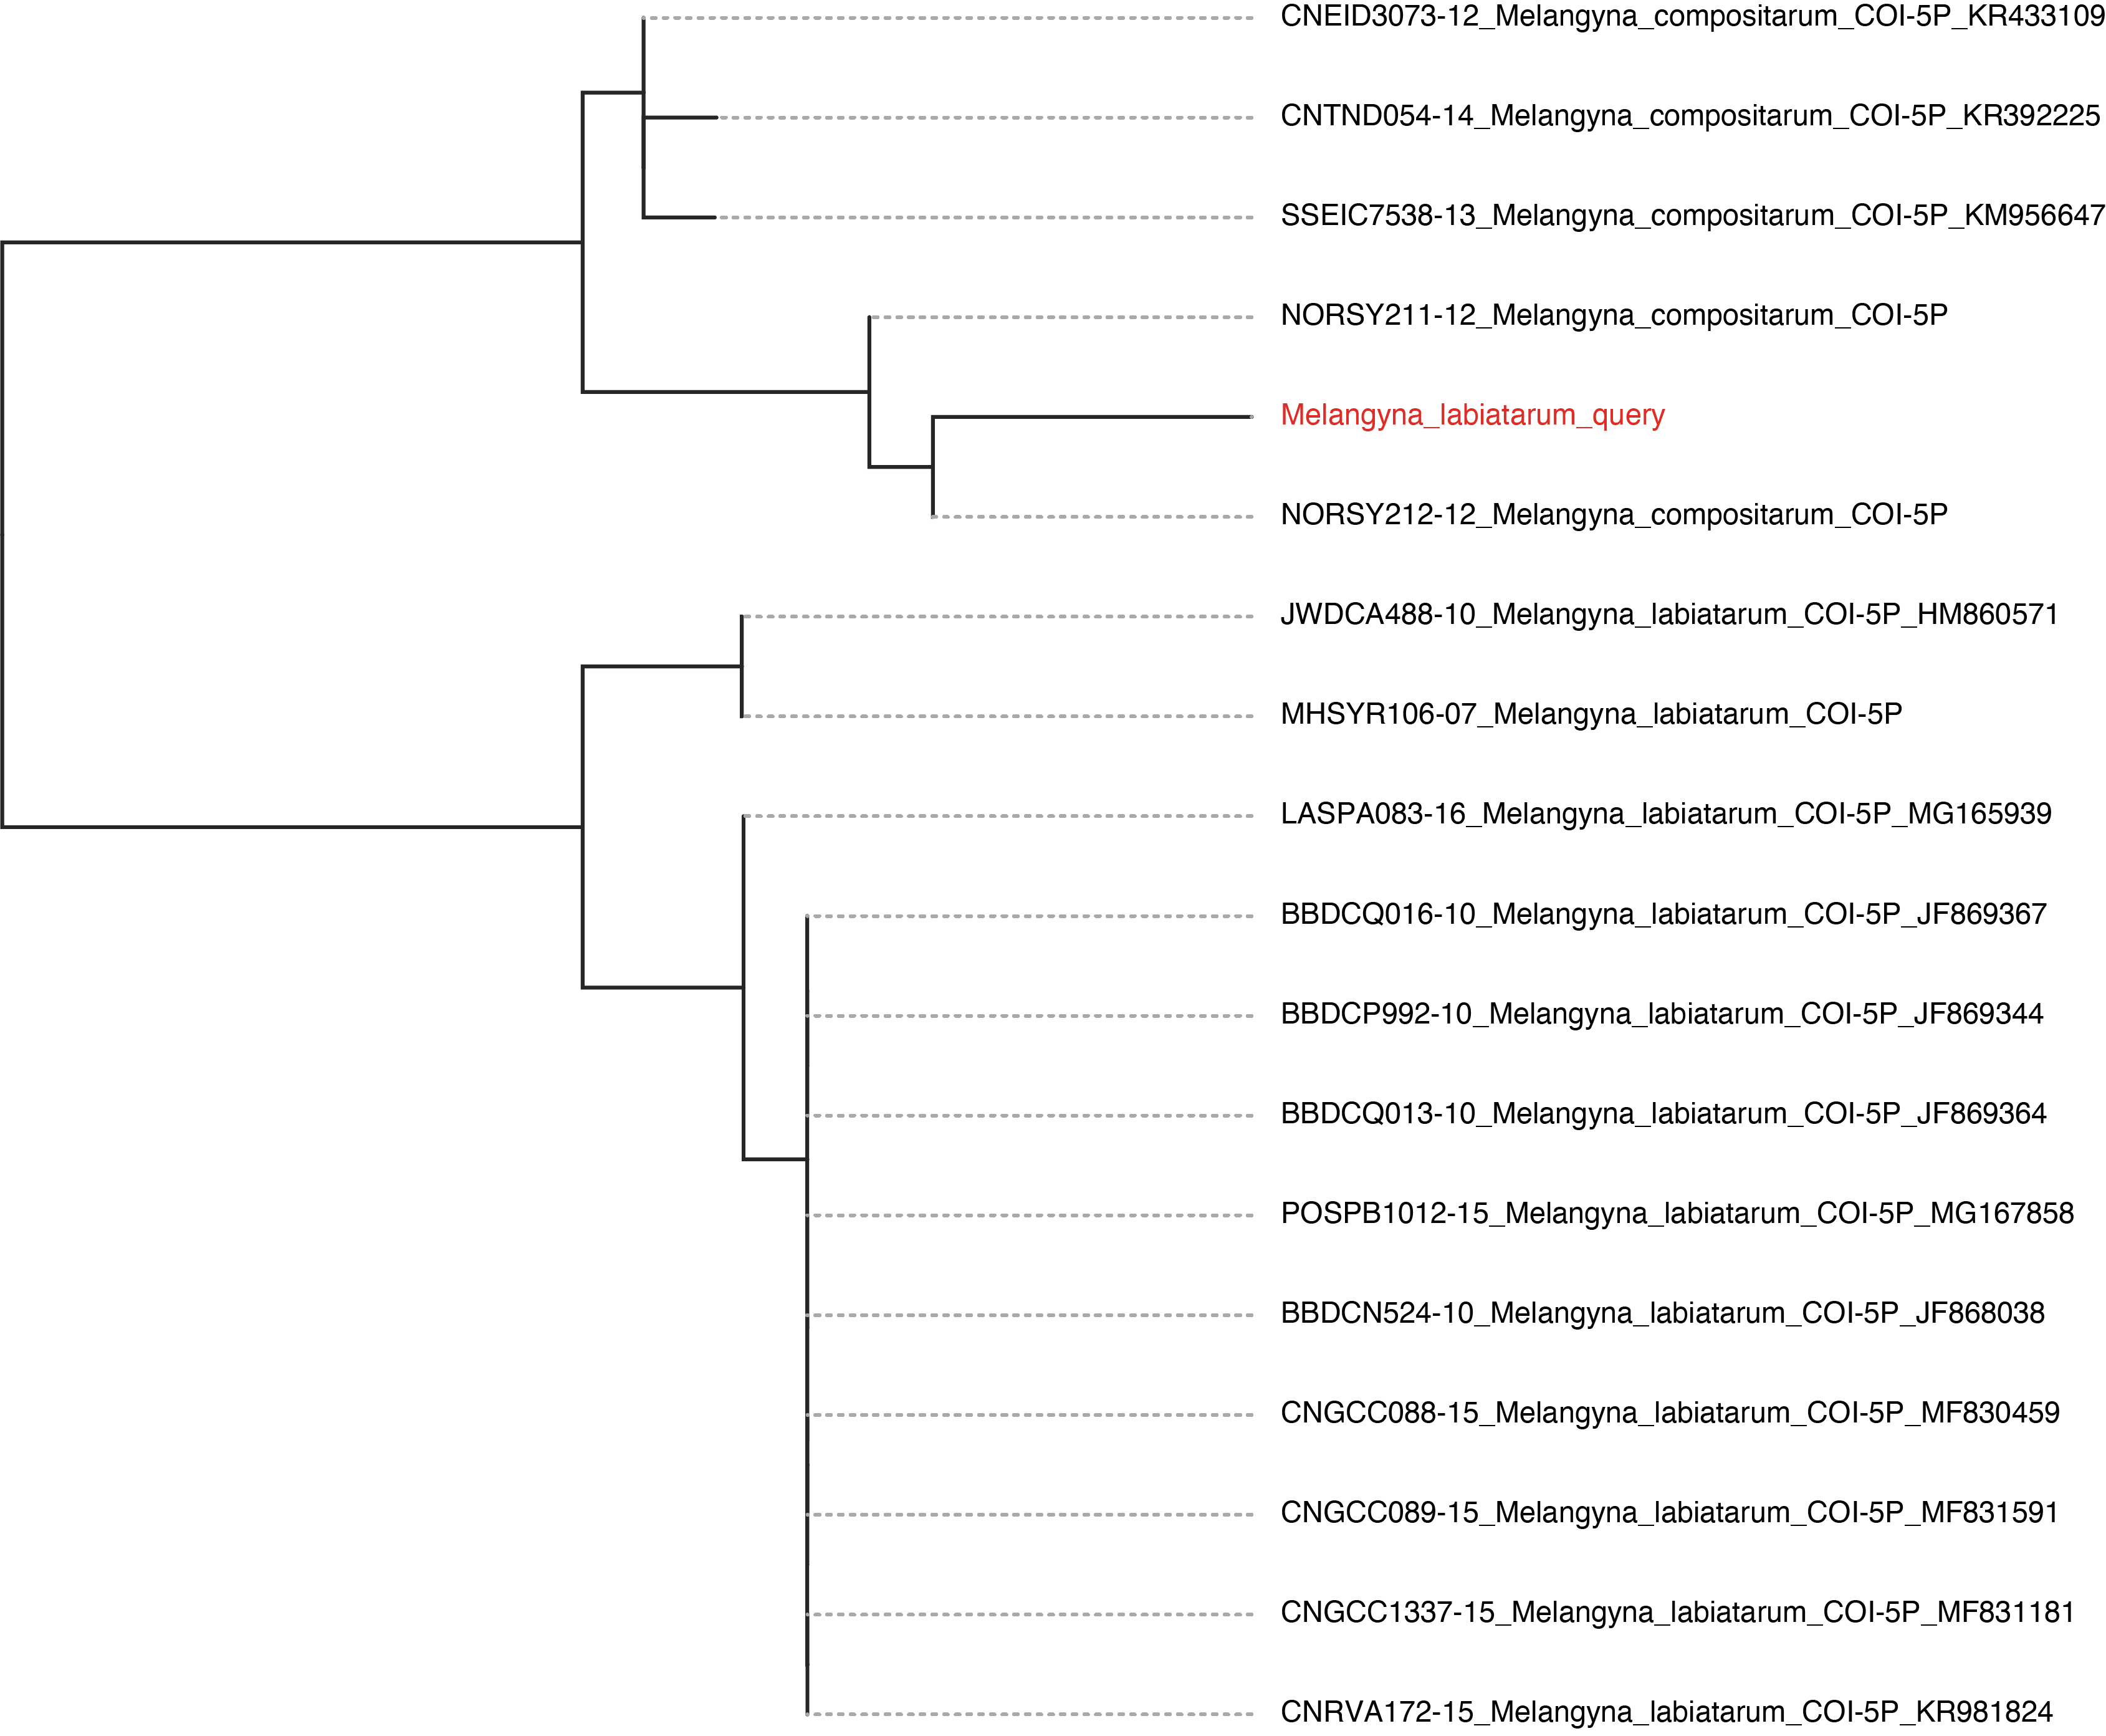 CNEID3073-12_Melangyna_compositarum_COI-5P_KR433109
CNTND054-14_Melangyna_compositarum_COI-5P_KR392225
SSEIC7538-13_Melangyna_compositarum_COI-5P_KM956647
NORSY211-12_Melangyna_compositarum_COI-5P
Melangyna_labiatarum_query
NORSY212-12_Melangyna_compositarum_COI-5P
JWDCA488-10_Melangyna_labiatarum_COI-5P_HM860571
MHSYR106-07_Melangyna_labiatarum_COI-5P
LASPA083-16_Melangyna_labiatarum_COI-5P_MG165939
BBDCQ016-10_Melangyna_labiatarum_COI-5P_JF869367
BBDCP992-10_Melangyna_labiatarum_COI-5P_JF869344
BBDCQ013-10_Melangyna_labiatarum_COI-5P_JF869364
POSPB1012-15_Melangyna_labiatarum_COI-5P_MG167858
BBDCN524-10_Melangyna_labiatarum_COI-5P_JF868038
CNGCC088-15_Melangyna_labiatarum_COI-5P_MF830459
CNGCC089-15_Melangyna_labiatarum_COI-5P_MF831591
CNGCC1337-15_Melangyna_labiatarum_COI-5P_MF831181
CNRVA172-15_Melangyna_labiatarum_COI-5P_KR981824